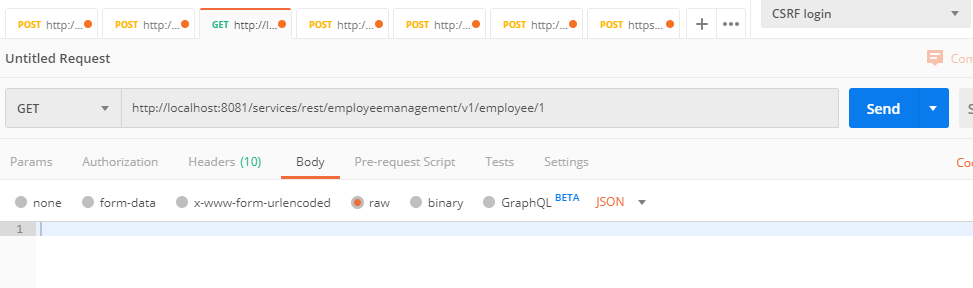 POST http:/... POST http:/... GET http://l... POST http:/... POST http:/... POST http:/... POST https... + ••• CSRF login
Untitled Request Com
GET http://localhost:8081/services/rest/employeemanagement/v1/employee/1 Send S
Params Authorization Headers (10) Body Pre-request Script Tests Settings Coo
none form-data x-www-form-urlencoded raw binary GraphQL BETA JSON
1